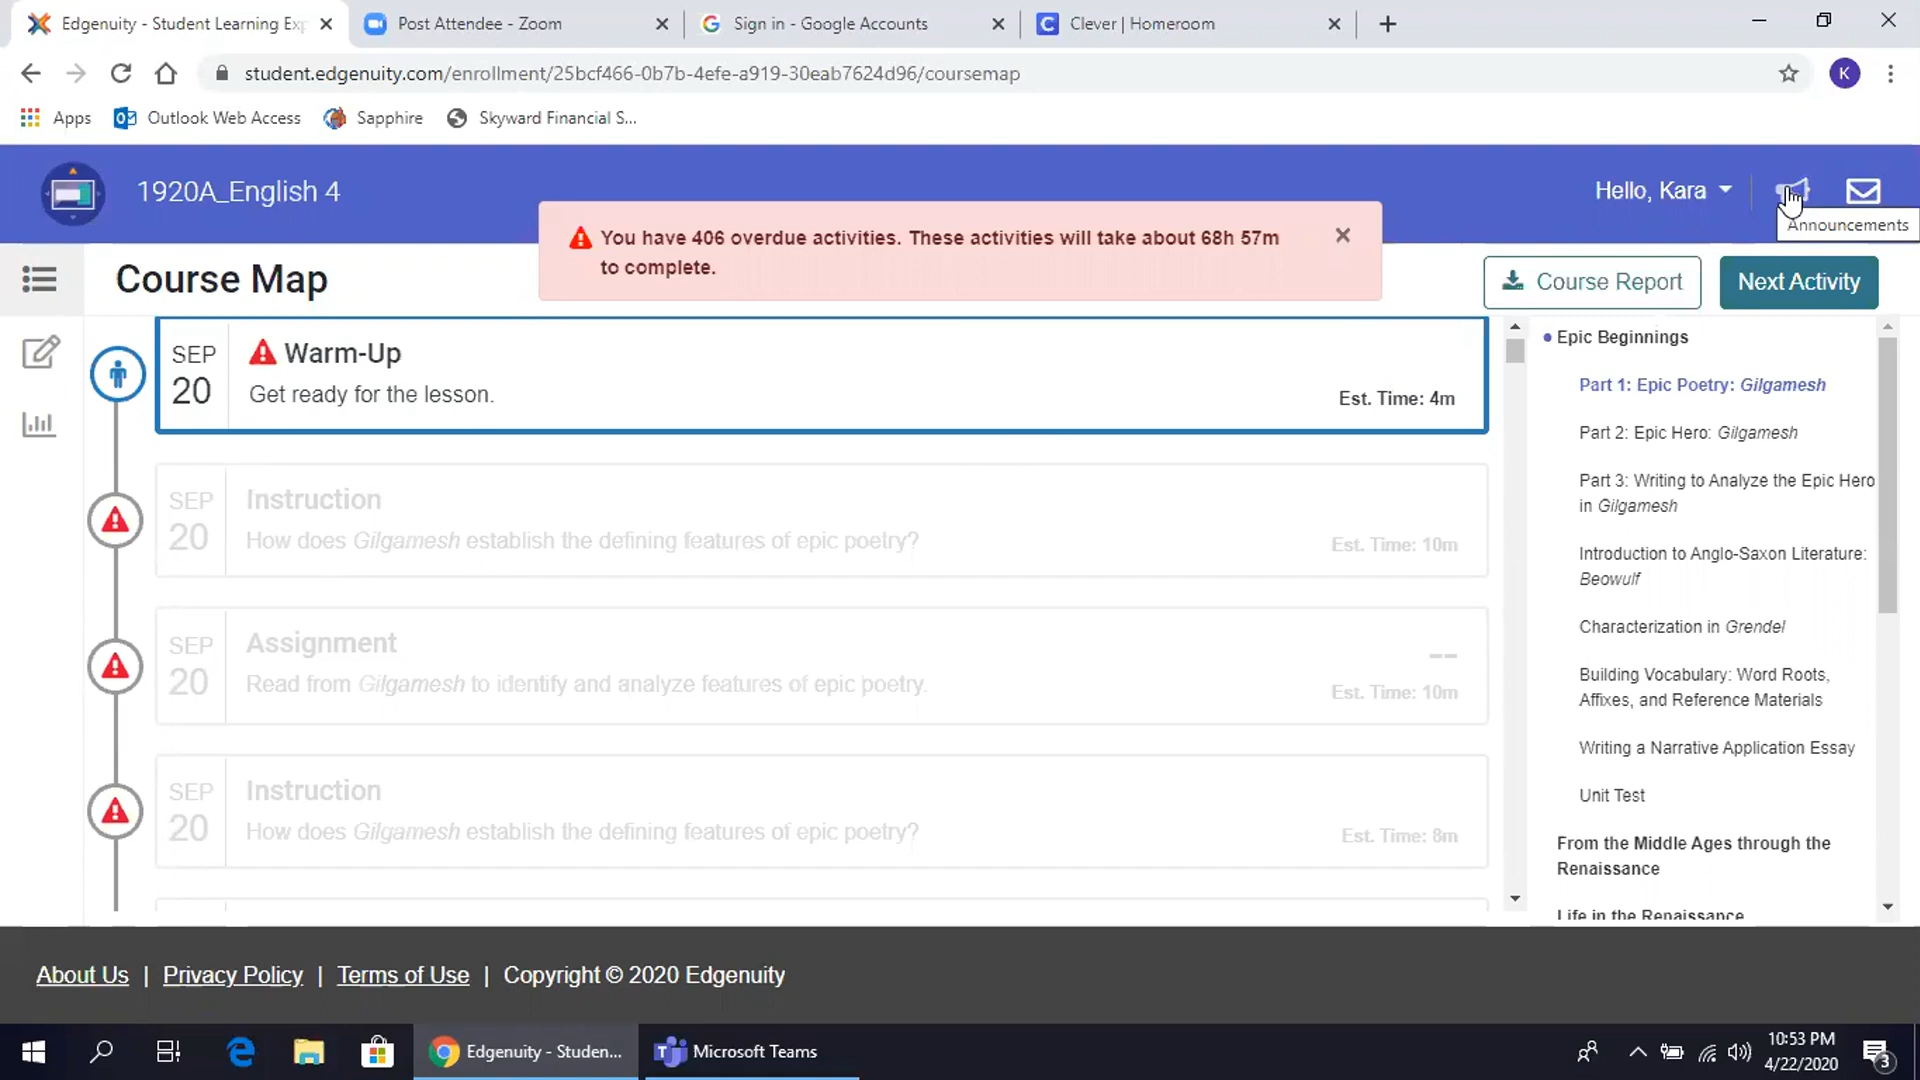 Edgenuity - Student Learning Exp
Post Attendee - Zoom
Sign in - Google Accounts
Clever | Homeroom
student.edgenuity.com/enrollment/25bcf466-0b7b-4efe-a919-30eab7624d96/coursemap
K
Apps
Outlook Web Access
Sapphire
Skyward Financial S...
1920A_English 4
Hello, Kara
Announcements
You have 406 overdue activities. These activities will take about 68h 57m
to complete.
Course Map
Course Report
Next Activity
SEP
20
Warm-Up
Get ready for the lesson.
Est. Time: 4m
SEP
20
Instruction
How does Gilgamesh establish the defining features of epic poetry?
Est. Time: 10m
SEP
20
Assignment
Read from Gilgamesh to identify and analyze features of epic poetry.
--
Est. Time: 10m
SEP
20
Instruction
How does Gilgamesh establish the defining features of epic poetry?
Est. Time: 8m
Epic Beginnings
Part 1: Epic Poetry: Gilgamesh
Part 2: Epic Hero: Gilgamesh
Part 3: Writing to Analyze the Epic Hero
in Gilgamesh
Introduction to Anglo-Saxon Literature:
Beowulf
Characterization in Grendel
Building Vocabulary: Word Roots,
Affixes, and Reference Materials
Writing a Narrative Application Essay
Unit Test
From the Middle Ages through the
Renaissance
Life in the Renaissance
About Us | Privacy Policy | Terms of Use | Copyright © 2020 Edgenuity
Edgenuity - Studen...
Microsoft Teams
10:53 PM
4/22/2020
3